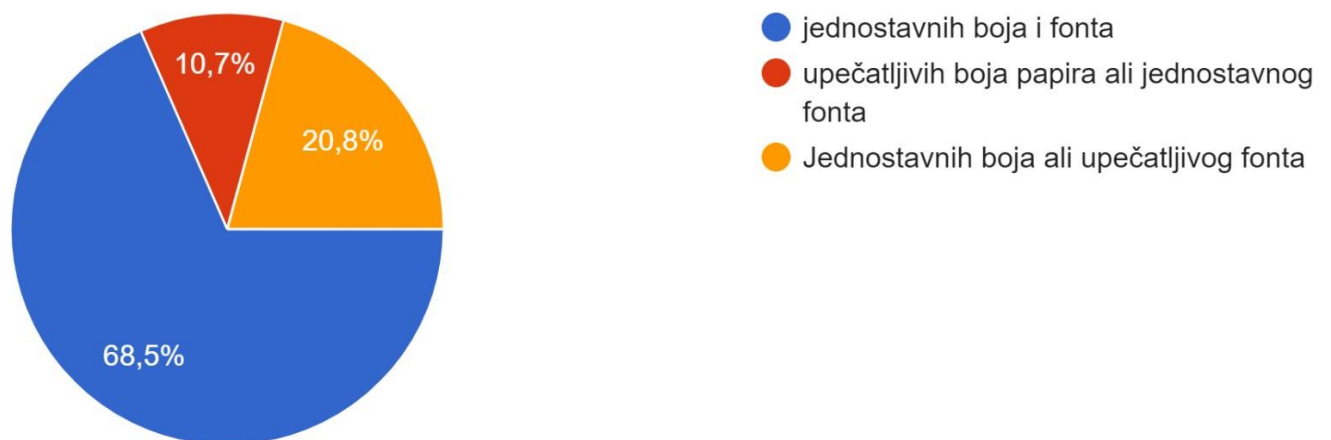 10,7%
20,8%
68,5%
jednostavnih boja i fonta
upečatljivih boja papira ali jednostavnog
fonta
Jednostavnih boja ali upečatljivog fonta